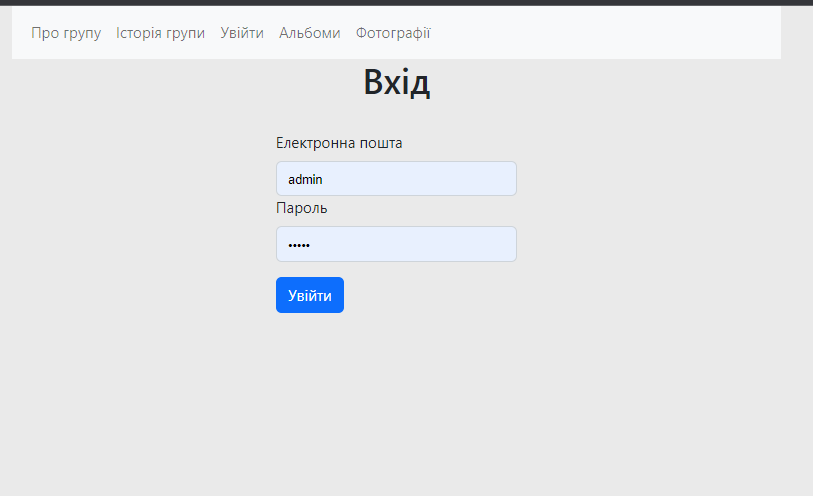 Про групу Історія групи Увійти Альбоми Фотографії
Вхід
Електронна пошта
admin
Пароль
•••••
Увійти